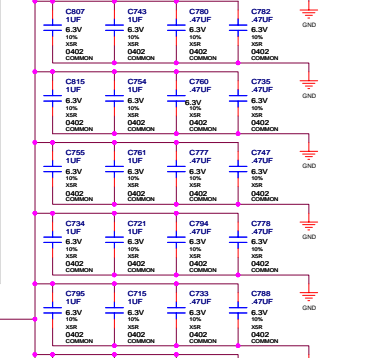 C807 C743 C780 C782
1UF 1UF .47UF .47UF
6.3V 6.3V 6.3V 6.3V
10% 10% 10% 10%
X5R X5R X5R X5R
0402 0402 0402 0402
COMMON COMMON COMMON COMMON
GND
C815 C754 C760 C735
1UF 1UF .47UF .47UF
6.3V 6.3V 6.3V 6.3V
10% 10% 10% 10%
X5R X5R X5R X5R
0402 0402 0402 0402
COMMON COMMON COMMON COMMON
GND
C755 C761 C777 C747
1UF 1UF .47UF .47UF
6.3V 6.3V 6.3V 6.3V
10% 10% 10% 10%
X5R X5R X5R X5R
0402 0402 0402 0402
COMMON COMMON COMMON COMMON
GND
C734 C721 C794 C778
1UF 1UF .47UF .47UF
6.3V 6.3V 6.3V 6.3V
10% 10% 10% 10%
X5R X5R X5R X5R
0402 0402 0402 0402
COMMON COMMON COMMON COMMON
GND
C795 C715 C733 C788
1UF 1UF .47UF .47UF
6.3V 6.3V 6.3V 6.3V
10% 10% 10% 10%
X5R X5R X5R X5R
0402 0402 0402 0402
COMMON COMMON COMMON COMMON
GND